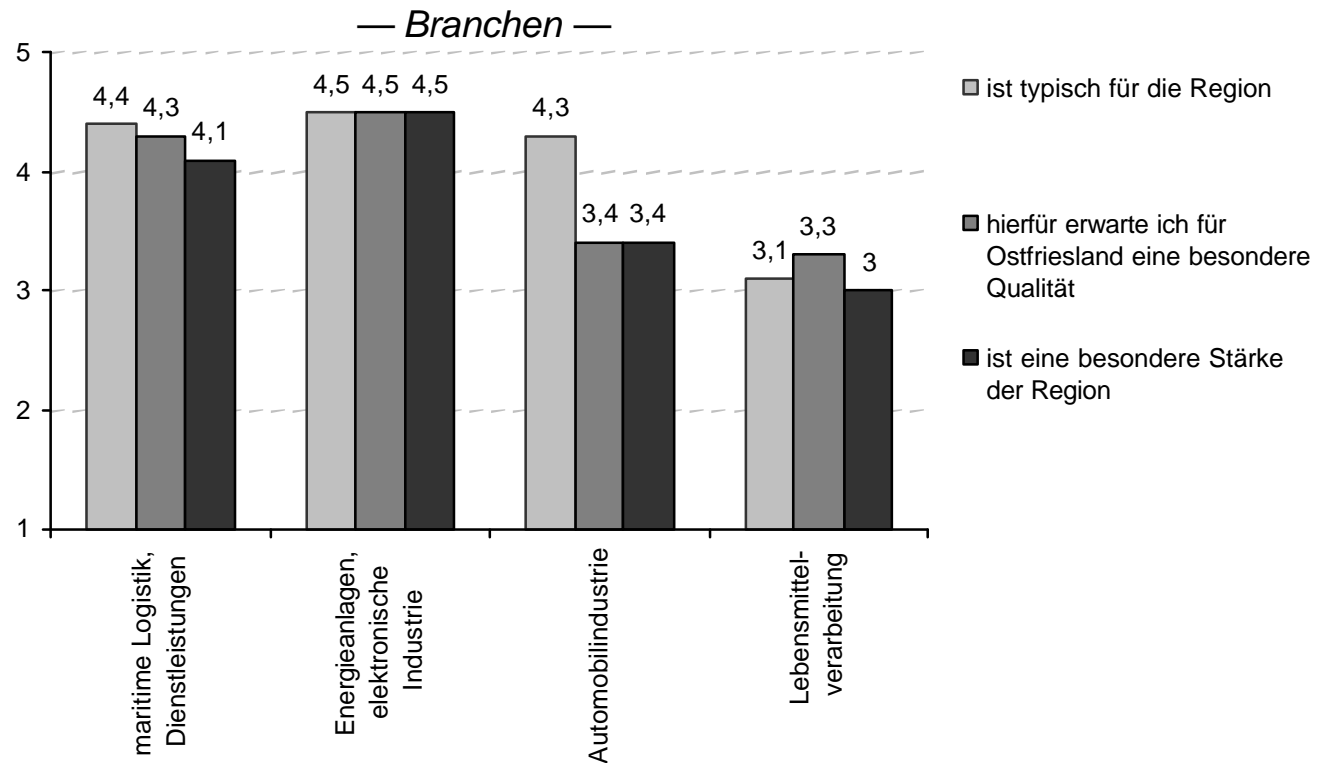 — Branchen —
5
4
3
2
1
4,4
4,3
4,1
4,5
4,5
4,5
4,3
3,4
3,4
3,1
3,3
3
maritime Logistik,
Dienstleistungen
Energieanlagen,
elektronische
Industrie
Automobilindustrie
Lebensmittel-
verarbeitung
ist typisch für die Region
hierfür erwarte ich für
Ostfriesland eine besondere
Qualität
ist eine besondere Stärke
der Region